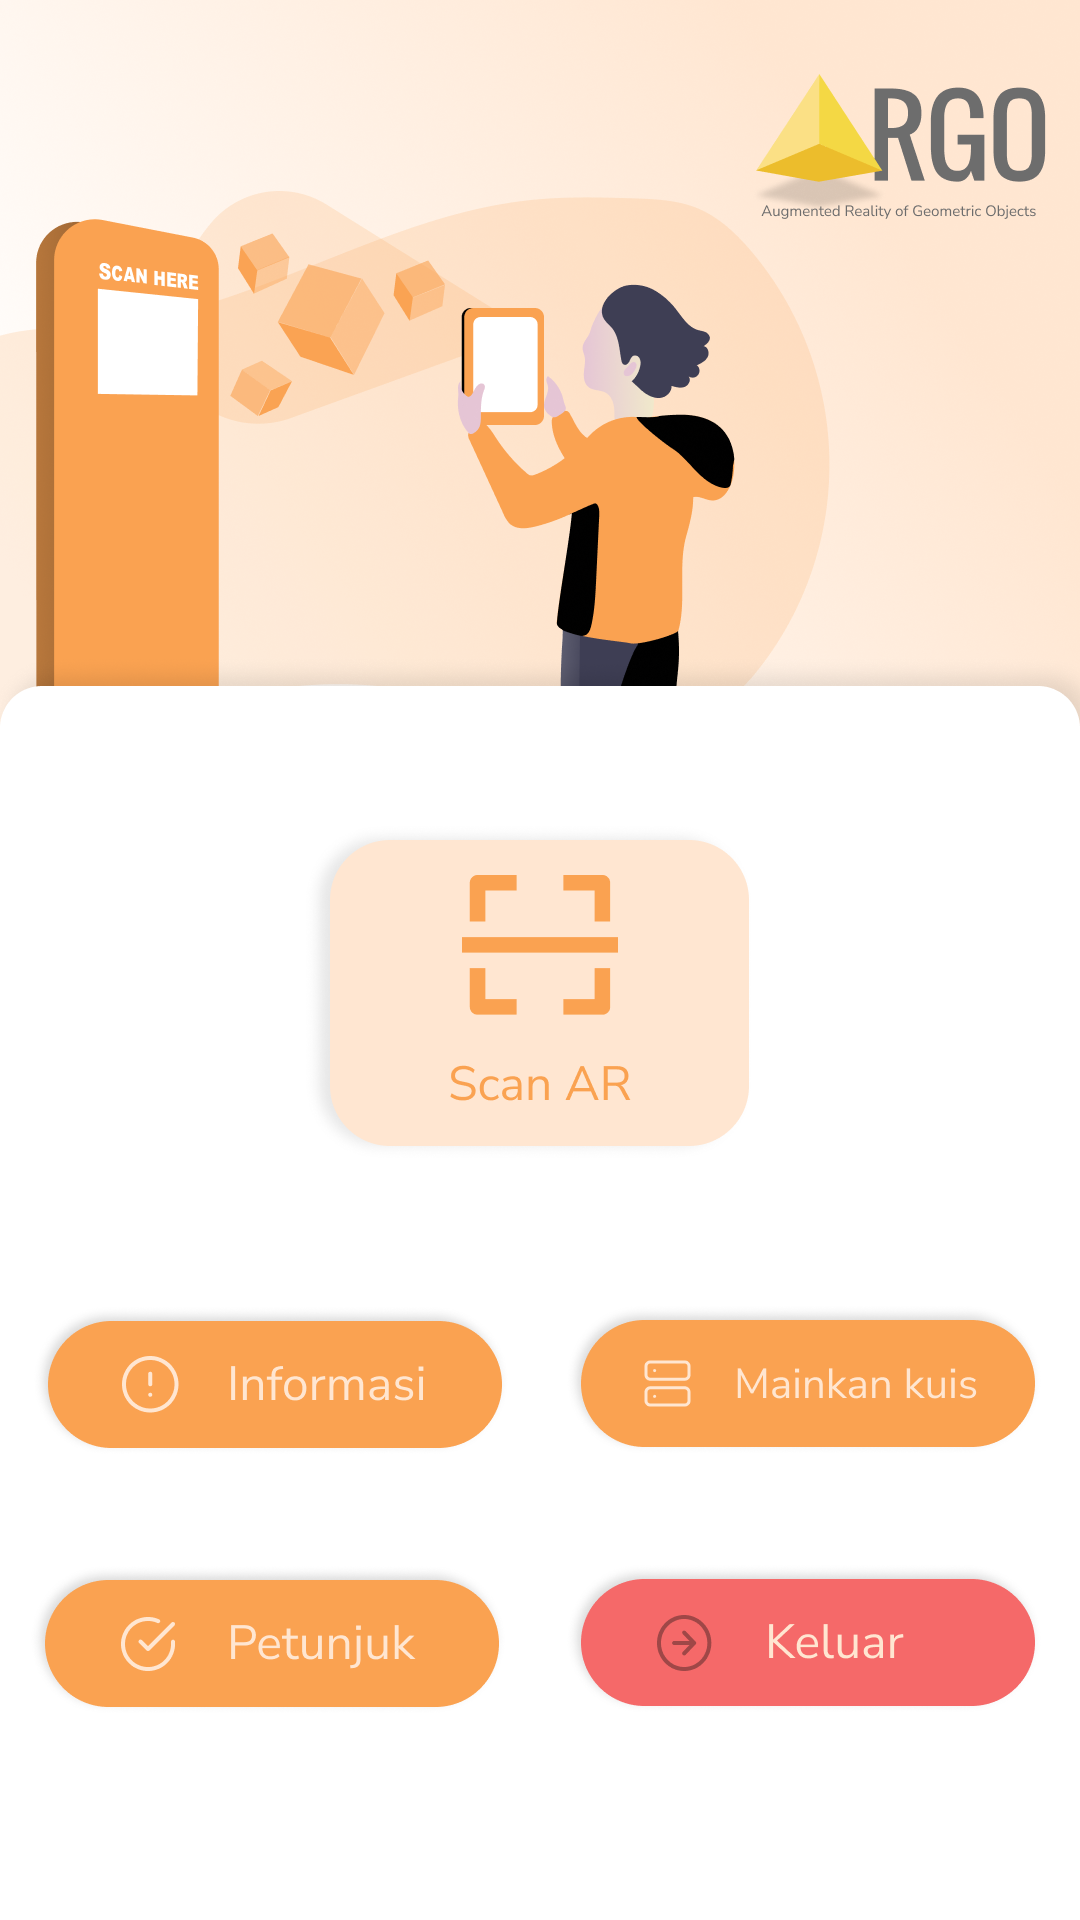 RGO
Augmented Reality of Geometric Objects
SCAN HERE
Scan AR
Informasi
Mainkan kuis
Petunjuk
Keluar